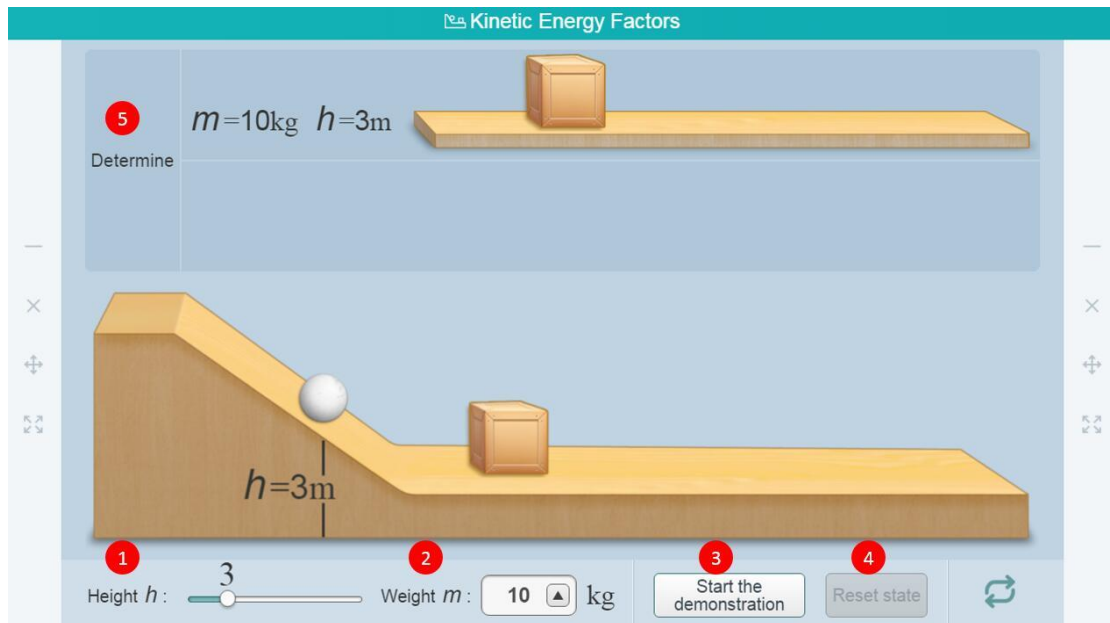 Kinetic Energy Factors
5
m=10kg h=3m
Determine
h=3m
1
2
3
4
Height h :
3
Weight m :
10
kg
Start the
demonstration
Reset state